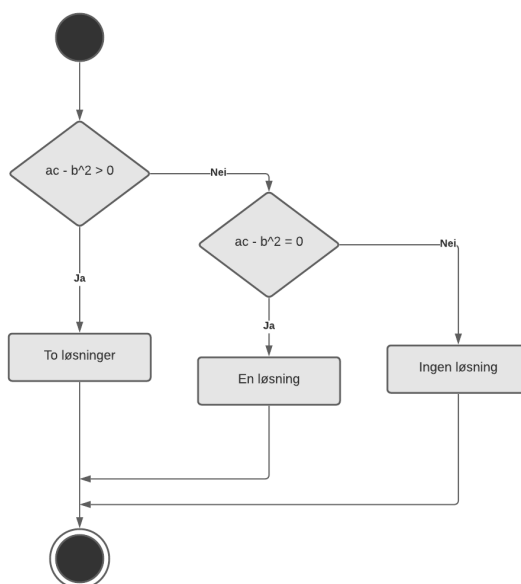 ac - b^2 > 0
Nei
ac - b^2 = 0
Nei
Ja
Ja
To løsninger
En løsning
Ingen løsning